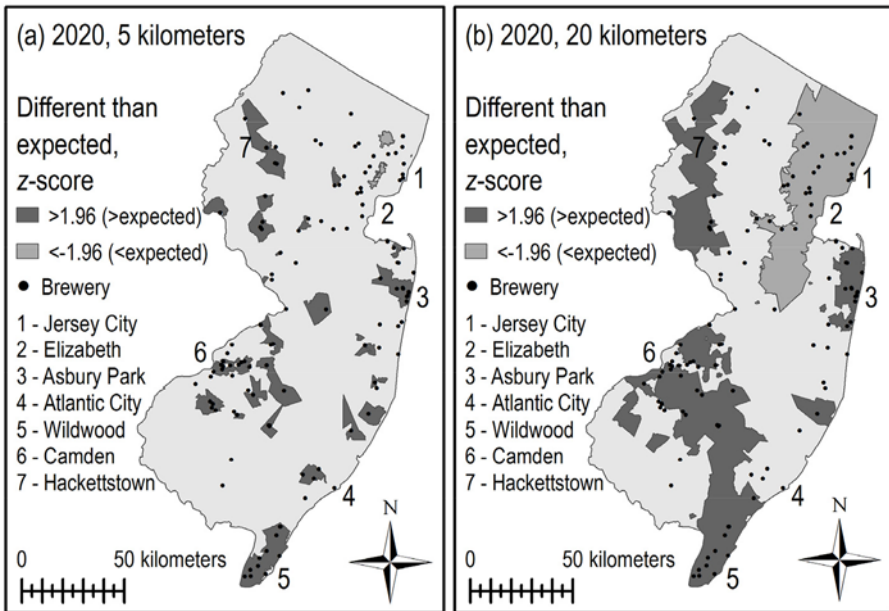 (a) 2020, 5 kilometers
Different than
expected,
z-score
>1.96 (>expected)
<-1.96 (<expected)
Brewery
1 - Jersey City
2 - Elizabeth
3 - Asbury Park
4 - Atlantic City
5 - Wildwood
6 - Camden
7 - Hackettstown
0 50 kilometers
N
7
1
2
3
6
4
5
(b) 2020, 20 kilometers
Different than
expected,
z-score
>1.96 (>expected)
<-1.96 (<expected)
Brewery
1 - Jersey City
2 - Elizabeth
3 - Asbury Park
4 - Atlantic City
5 - Wildwood
6 - Camden
7 - Hackettstown
0 50 kilometers
N
7
1
2
3
6
4
5